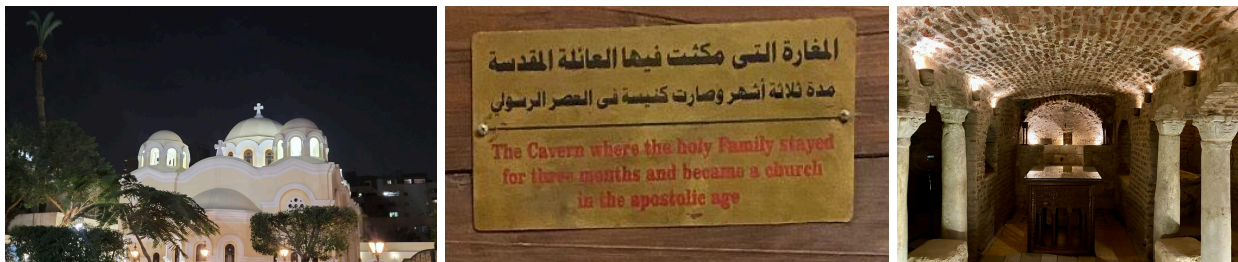 المغارة التى مكثت فيها العائلة المقدسة
مدة ثلاثة أشهر وصارت كنيسة فى العصر الرسولي
The Cavern where the holy Family stayed
for three months and became a church
in the apostolic age